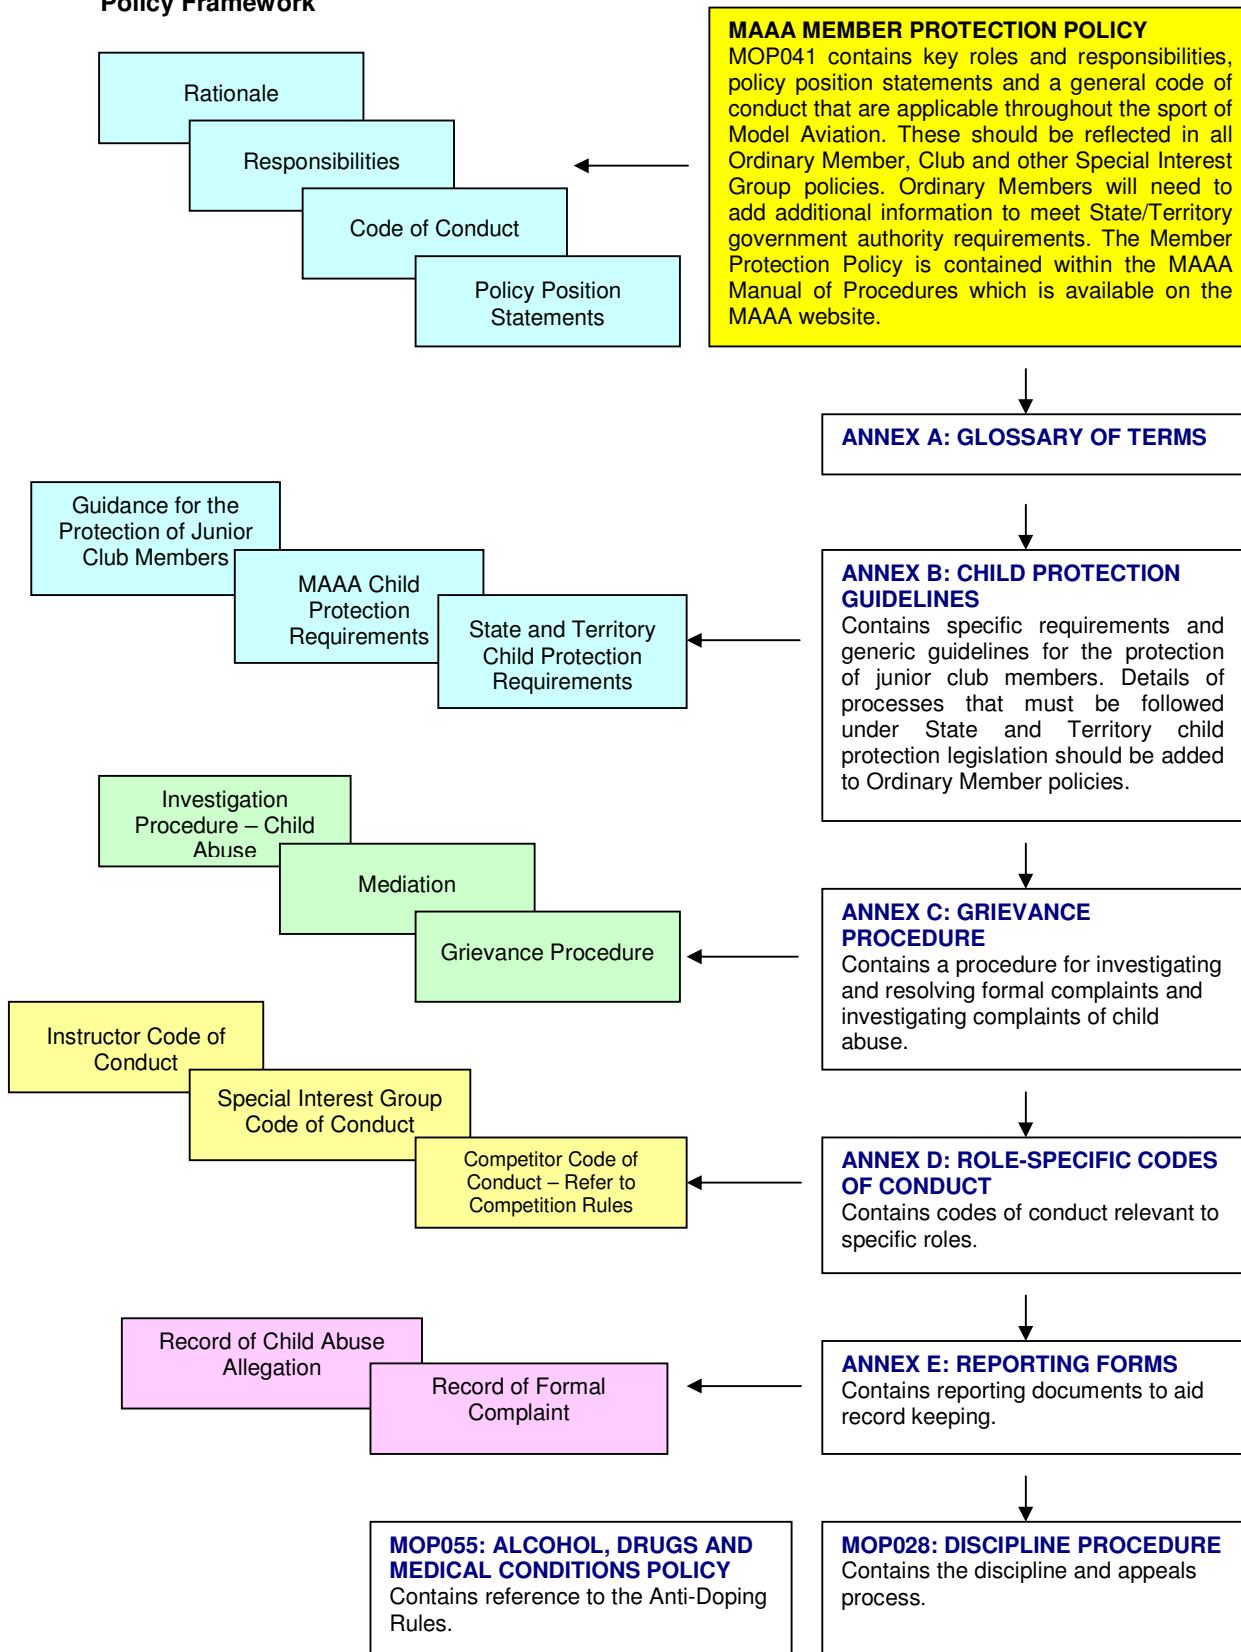 Policy Framework
MAAA MEMBER PROTECTION POLICY
MOP041 contains key roles and responsibilities,
policy position statements and a general code of
conduct that are applicable throughout the sport of
Model Aviation. These should be reflected in all
Ordinary Member, Club and other Special Interest
Group policies. Ordinary Members will need to
add additional information to meet State/Territory
government authority requirements. The Member
Protection Policy is contained within the MAAA
Manual of Procedures which is available on the
MAAA website.
Rationale
Responsibilities
Code of Conduct
Policy Position
Statements
ANNEX A: GLOSSARY OF TERMS
Guidance for the
Protection of Junior
Club Members
MAAA Child
Protection
Requirements
State and Territory
Child Protection
Requirements
ANNEX B: CHILD PROTECTION
GUIDELINES
Contains specific requirements and
generic guidelines for the protection
of junior club members. Details of
processes that must be followed
under State and Territory child
protection legislation should be added
to Ordinary Member policies.
Investigation
Procedure – Child
Abuse
Mediation
Grievance Procedure
ANNEX C: GRIEVANCE
PROCEDURE
Contains a procedure for investigating
and resolving formal complaints and
investigating complaints of child
abuse.
Instructor Code of
Conduct
Special Interest Group
Code of Conduct
Competitor Code of
Conduct – Refer to
Competition Rules
ANNEX D: ROLE-SPECIFIC CODES
OF CONDUCT
Contains codes of conduct relevant to
specific roles.
Record of Child Abuse
Allegation
Record of Formal
Complaint
ANNEX E: REPORTING FORMS
Contains reporting documents to aid
record keeping.
MOP055: ALCOHOL, DRUGS AND
MEDICAL CONDITIONS POLICY
Contains reference to the Anti-Doping
Rules.
MOP028: DISCIPLINE PROCEDURE
Contains the discipline and appeals
process.